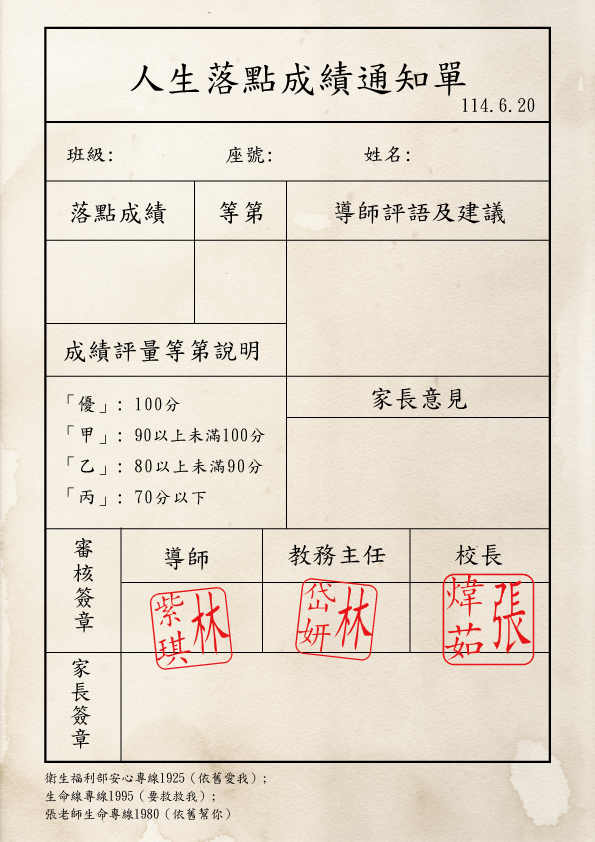 人生落點成績通知單
114.6.20
班級: 座號: 姓名:
落點成績 等第 導師評語及建議
成績評量等第說明
「優」: 100分
「甲」: 90以上未滿100分
「乙」: 80以上未滿90分
「丙」: 70分以下
家長意見
審核簽章
導師 教務主任 校長
林紫琪
林岱妍
張煒茹
家長簽章
衛生福利部安心專線1925(依舊愛我);
生命線專線1995(要救救我);
張老師生命專線1980(依舊幫你)